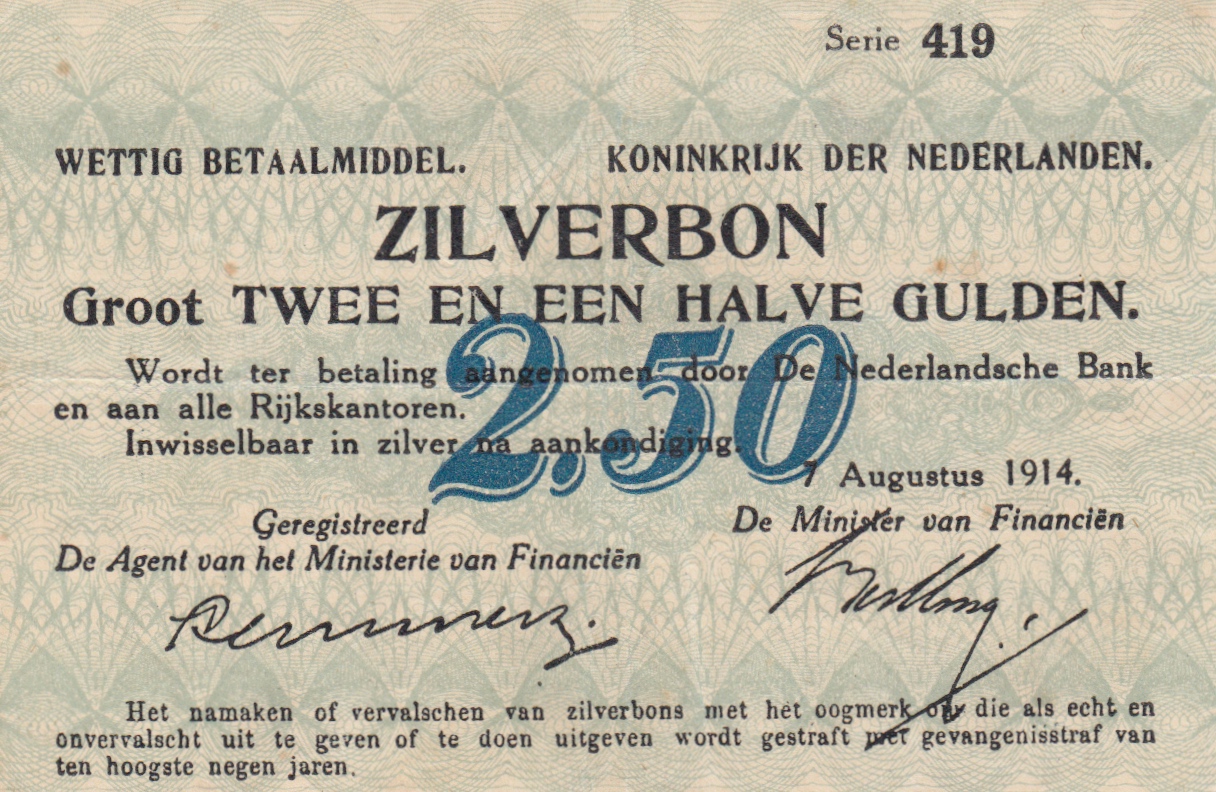 Serie 419
WETTIG BETAALMIDDEL. KONINKRIJK DER NEDERLANDEN.
ZILVERBON
Groot TWEE EN EEN HALVE GULDEN.
2.50
Wordt ter betaling aangenomen door De Nederlandsche Bank
en aan alle Rijkskantoren.
Inwisselbaar in zilver na aankondiging.
7 Augustus 1914.
Geregistreerd
De Agent van het Ministerie van Financiën
De Minister van Financiën
Het namaken of vervalschen van zilverbons met het oogmerk om die als echt en
onvervalscht uit te geven of te doen uitgeven wordt gestraft met gevangenisstraf van
ten hoogste negen jaren.